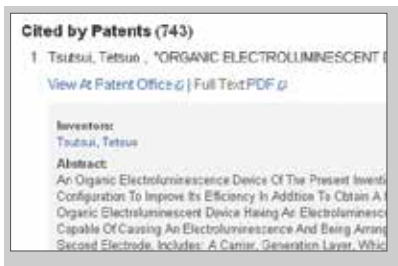 Cited by Patents (743)
1 Tsutsui, Tetsuo , "ORGANIC ELECTROLUMINESCENT
View At Patent Office | Full Text PDF
Inventors:
Tsutsui, Tetsuo
Abstract:
An Organic Electroluminescence Device Of The Present
Configuration To Improve Its Efficiency In Addition To Obtain A
Organic Electroluminescent Device Having An
Capable Of Causing An Electroluminescence And Being
Second Electrode, Includes: A Carrier, Generation Layer,